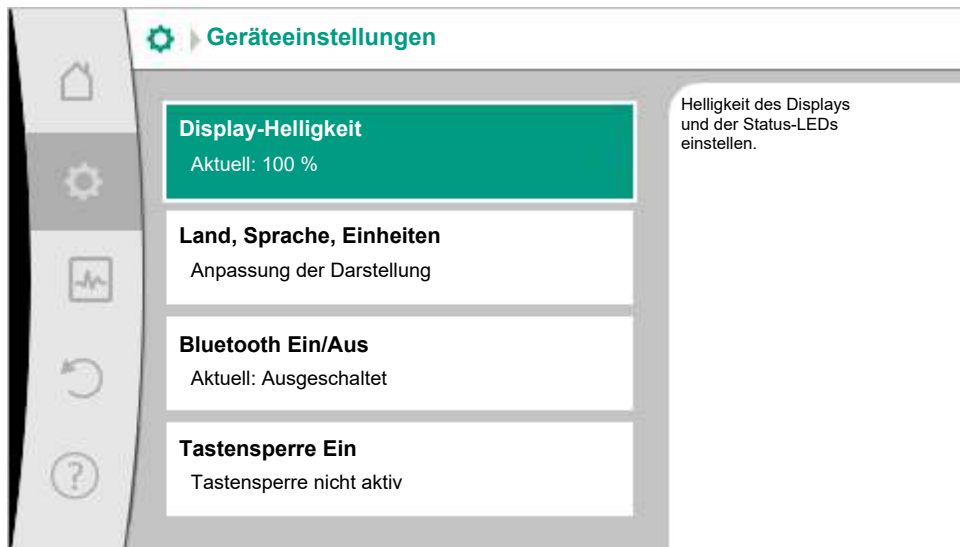 Geräteeinstellungen
Display-Helligkeit
Aktuell: 100 %
Land, Sprache, Einheiten
Anpassung der Darstellung
Bluetooth Ein/Aus
Aktuell: Ausgeschaltet
Tastensperre Ein
Tastensperre nicht aktiv
Helligkeit des Displays
und der Status-LEDs
einstellen.
?